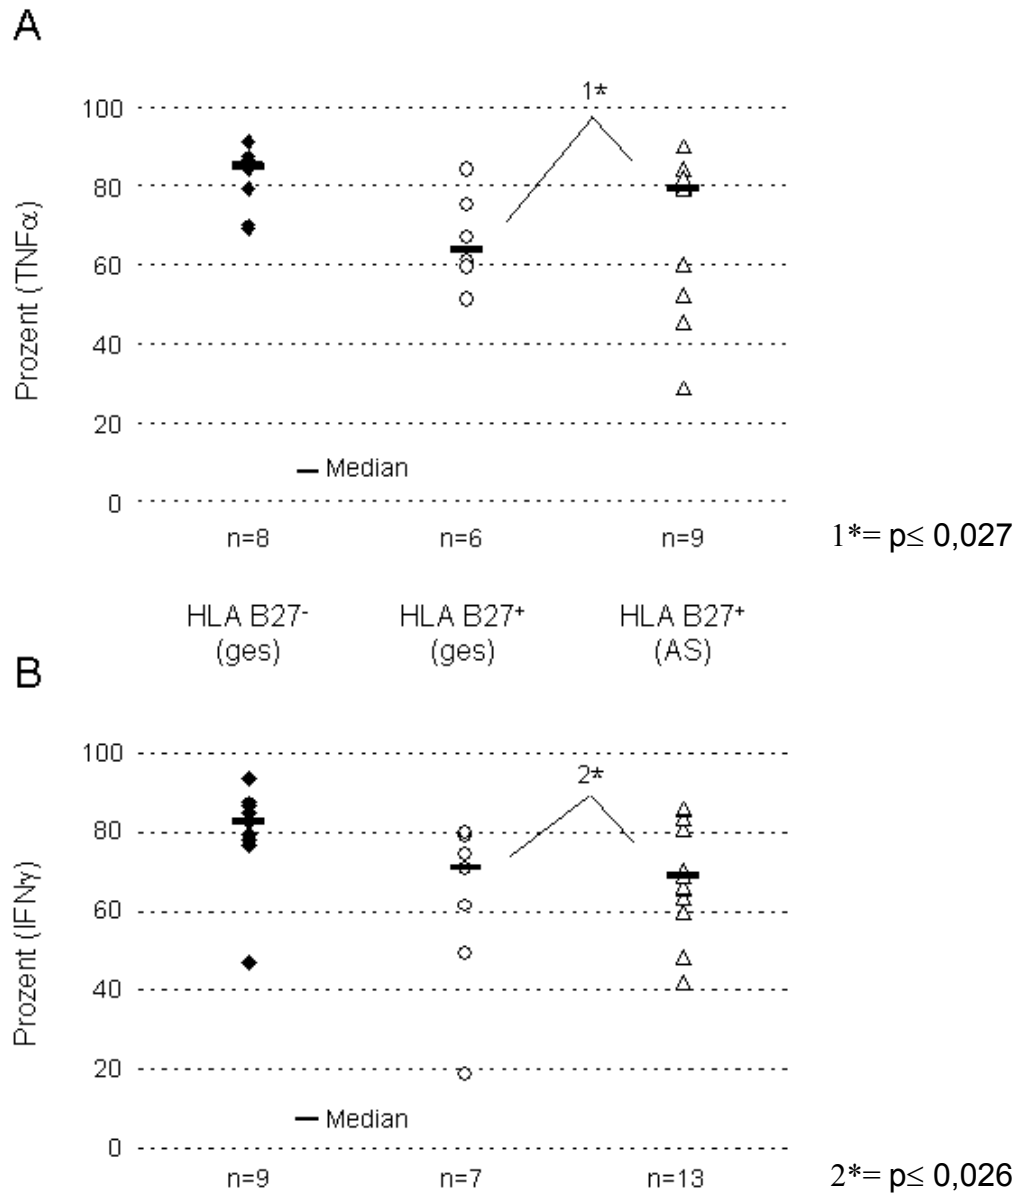 A
1*
100
80
60
40
20
0
Prozent (TNFα)
Median
n=8 n=6 n=9
1*= p≤ 0,027
HLA B27⁻ HLA B27⁺ HLA B27⁺
(ges) (ges) (AS)
B
2*
100
80
60
40
20
0
Prozent (IFNγ)
Median
n=9 n=7 n=13
2*= p≤ 0,026